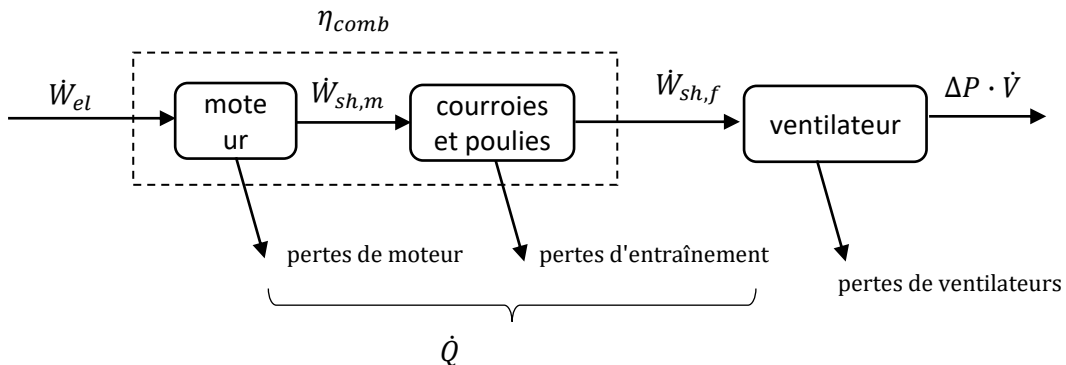 η_comb
Ẇ_el
mote
ur
Ẇ_sh,m
courroies
et poulies
Ẇ_sh,f
ventilateur
ΔP · V̇
pertes de moteur
pertes d'entraînement
pertes de ventilateurs
Q̇